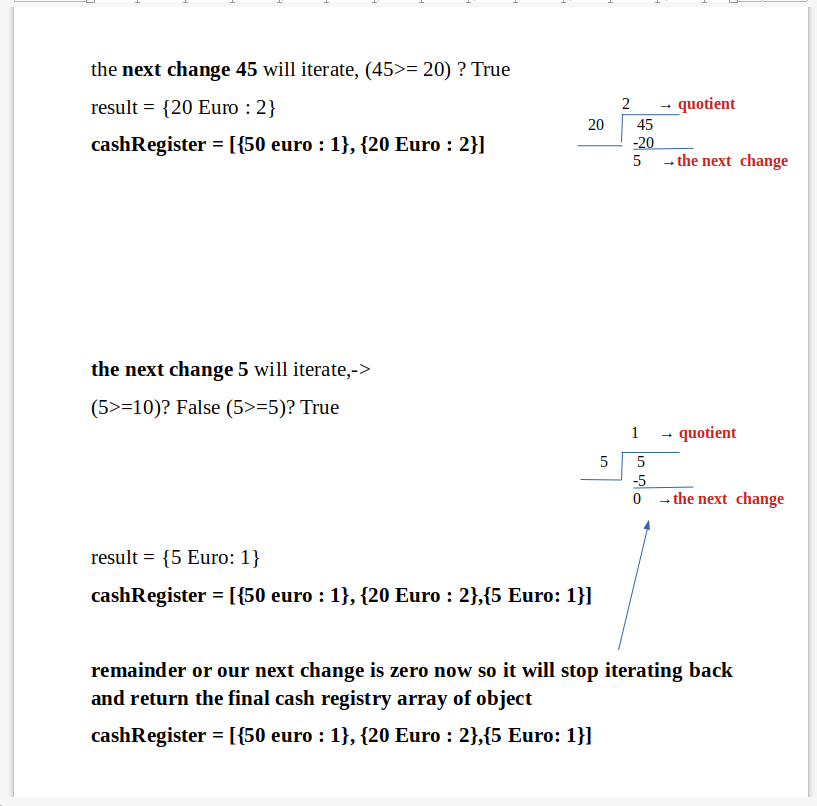 the next change 45 will iterate, (45>= 20) ? True
result = {20 Euro : 2}
cashRegister = [{50 euro : 1}, {20 Euro : 2}]
2 → quotient
20 45
-20
5 →the next change
the next change 5 will iterate,->
(5>=10)? False (5>=5)? True
1 → quotient
5 5
-5
0 →the next change
result = {5 Euro: 1}
cashRegister = [{50 euro : 1}, {20 Euro : 2},{5 Euro: 1}]
remainder or our next change is zero now so it will stop iterating back
and return the final cash registry array of object
cashRegister = [{50 euro : 1}, {20 Euro : 2},{5 Euro: 1}]